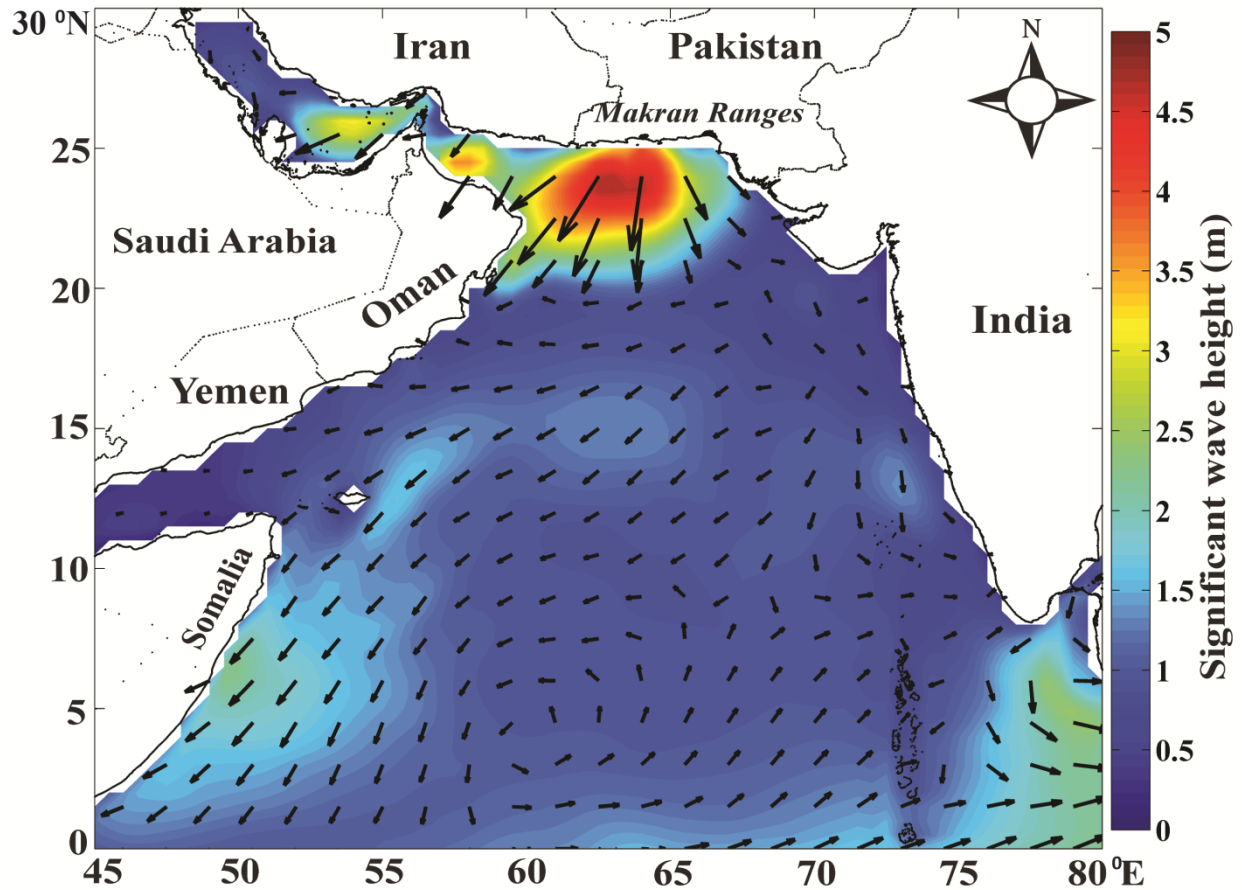 30 ⁰N
Iran
Pakistan
N
Makran Ranges
25
Saudi Arabia
Oman
20
India
Yemen
15
10
Somalia
5
0
45
50
55
60
65
70
75
80 ⁰E
5
4.5
4
3.5
3
2.5
2
1.5
1
0.5
0
Significant wave height (m)